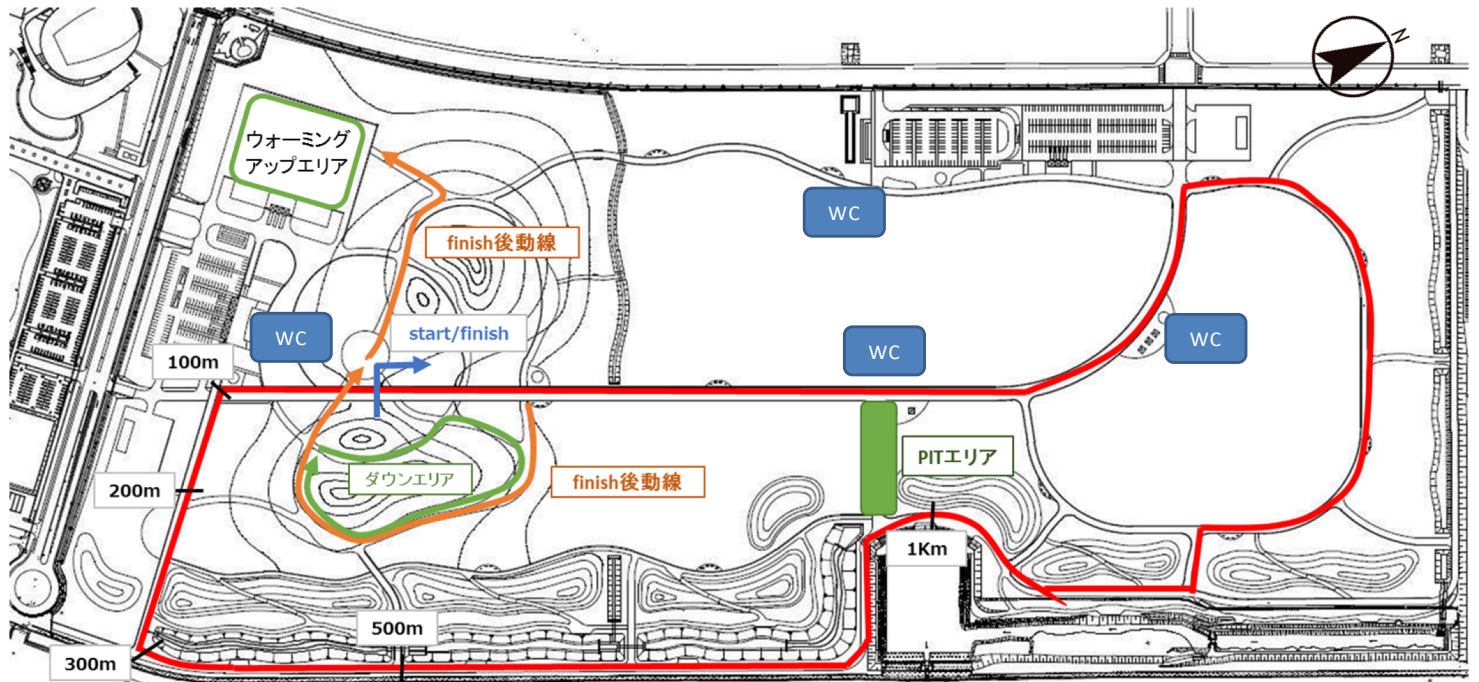 N
ウォーミング
アップエリア
WC
finish後動線
start/finish
WC
WC
WC
100m
PITエリア
ダウンエリア
finish後動線
200m
1Km
500m
300m